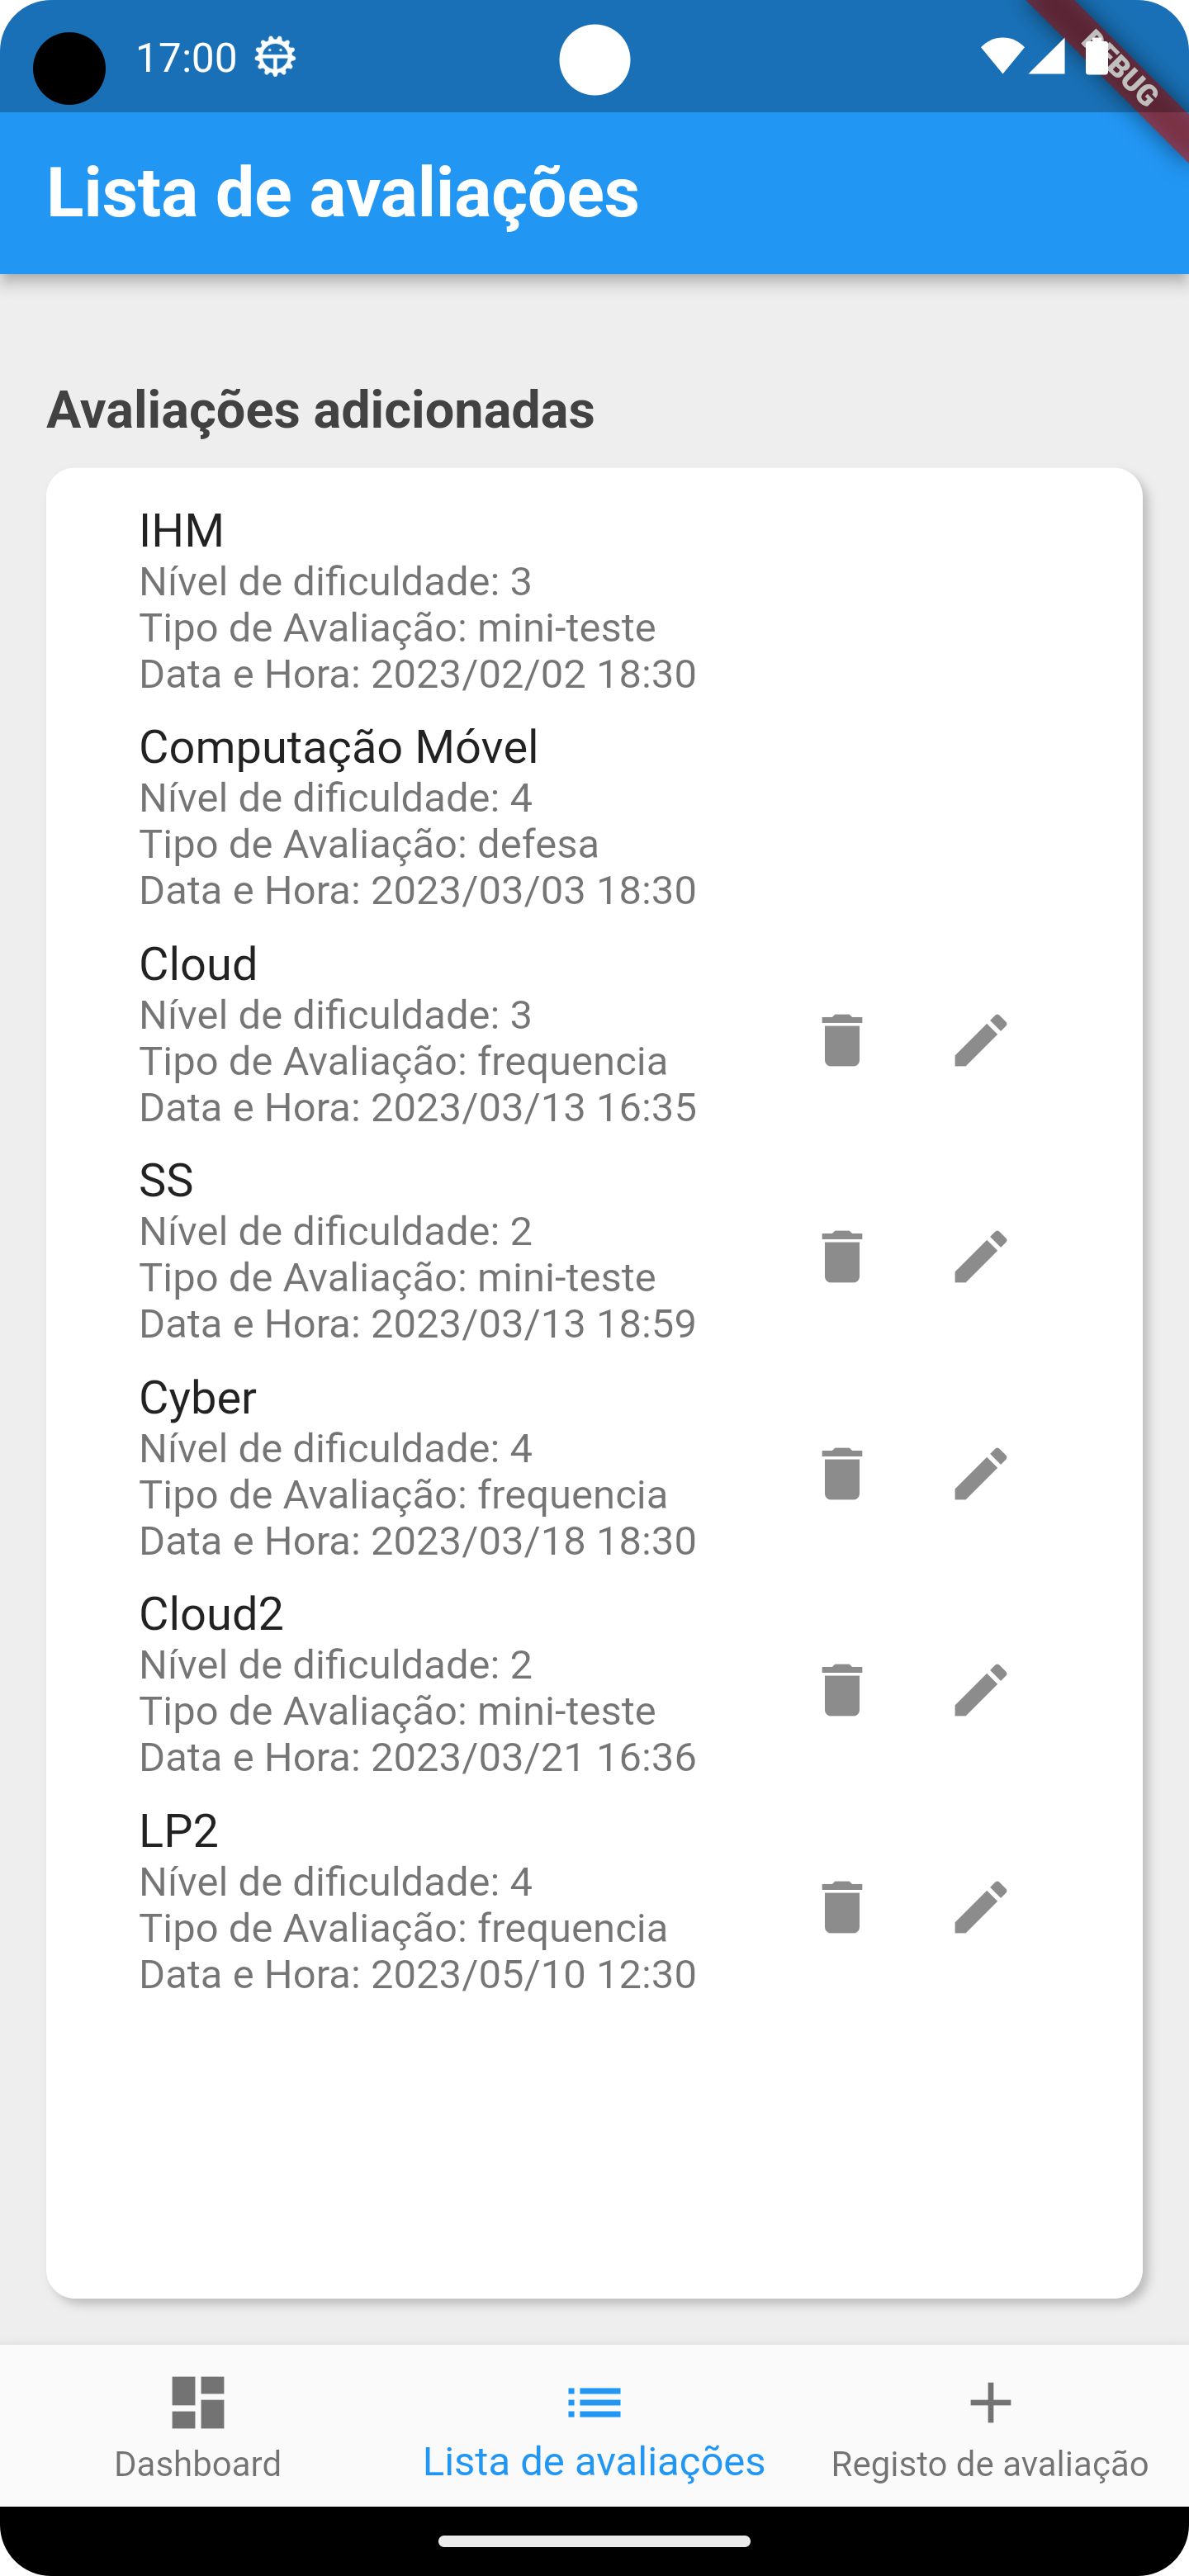 17:00
DEBUG
Lista de avaliações
Avaliações adicionadas
IHM
Nível de dificuldade: 3
Tipo de Avaliação: mini-teste
Data e Hora: 2023/02/02 18:30
Computação Móvel
Nível de dificuldade: 4
Tipo de Avaliação: defesa
Data e Hora: 2023/03/03 18:30
Cloud
Nível de dificuldade: 3
Tipo de Avaliação: frequencia
Data e Hora: 2023/03/13 16:35
SS
Nível de dificuldade: 2
Tipo de Avaliação: mini-teste
Data e Hora: 2023/03/13 18:59
Cyber
Nível de dificuldade: 4
Tipo de Avaliação: frequencia
Data e Hora: 2023/03/18 18:30
Cloud2
Nível de dificuldade: 2
Tipo de Avaliação: mini-teste
Data e Hora: 2023/03/21 16:36
LP2
Nível de dificuldade: 4
Tipo de Avaliação: frequencia
Data e Hora: 2023/05/10 12:30
Dashboard
Lista de avaliações
Registo de avaliação